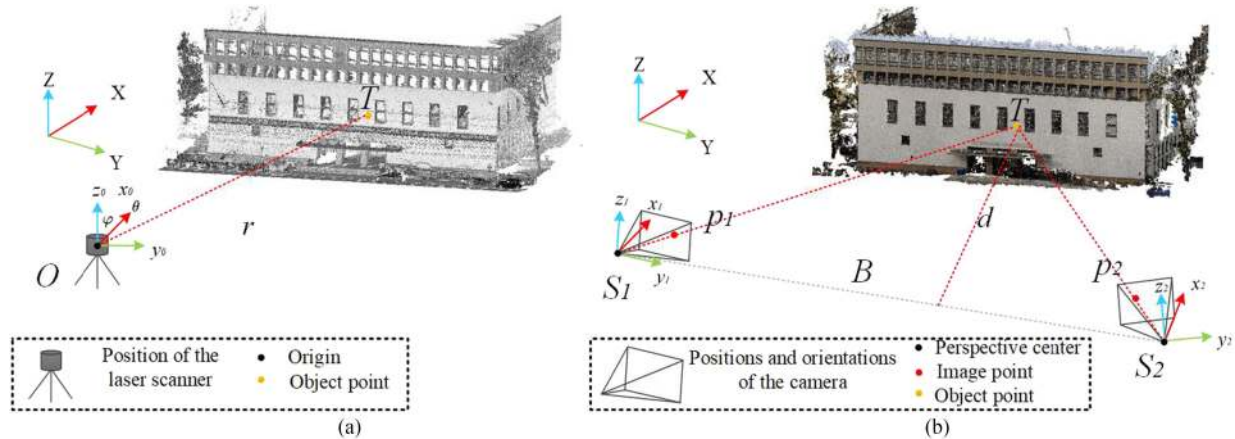 Z
X
Y
T
z₀ x₀
φ θ
r
y₀
O
Position of the
laser scanner
Origin
Object point
(a)
Z
X
Y
T
z₁ x₁
p₁
d
y₁
S₁
B
p₂
z₂ x₂
y₂
S₂
Positions and orientations
of the camera
Perspective center
Image point
Object point
(b)